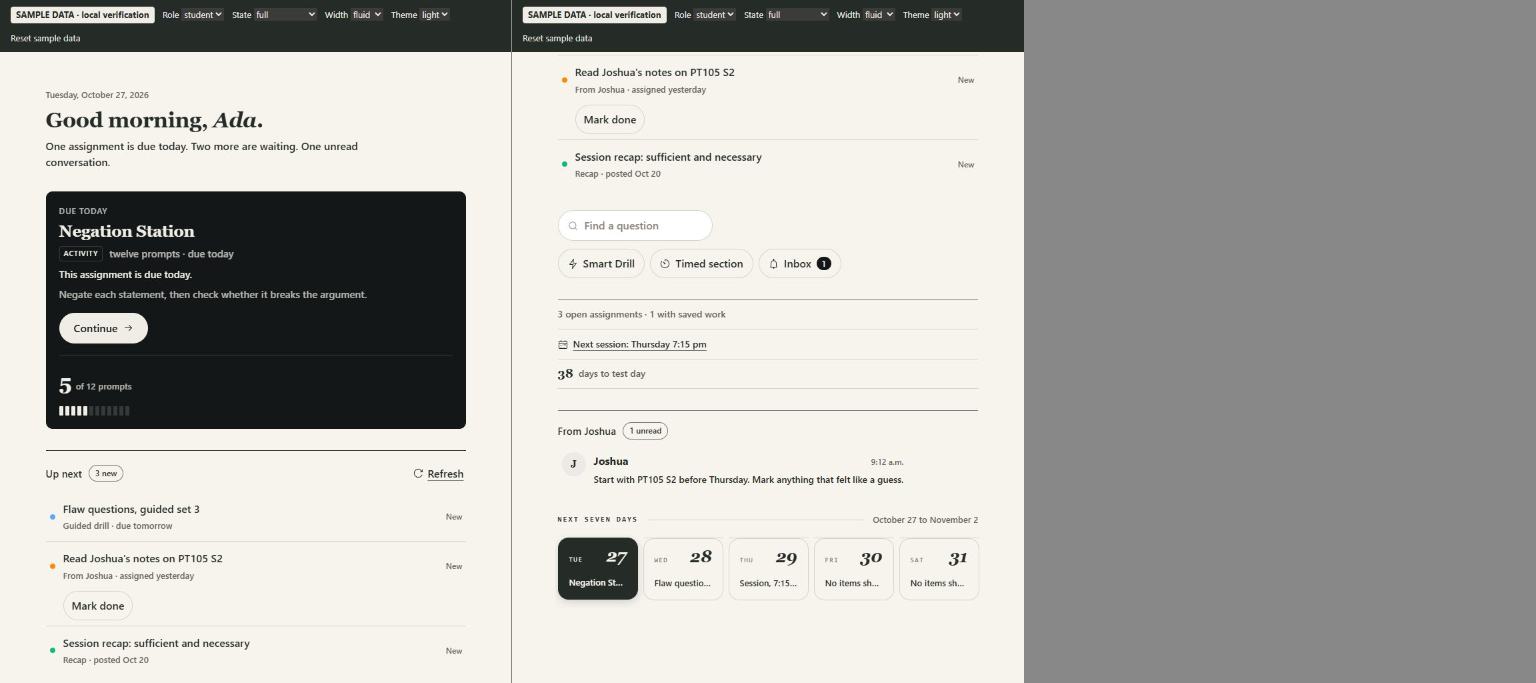 SAMPLE DATA · local verification Role student State full Width fluid Theme light
Reset sample data
Tuesday, October 27, 2026
Good morning, Ada.
One assignment is due today. Two more are waiting. One unread
conversation.
DUE TODAY
Negation Station
ACTIVITY twelve prompts · due today
This assignment is due today.
Negate each statement, then check whether it breaks the argument.
Continue →
5 of 12 prompts
Up next 3 new Refresh
Flaw questions, guided set 3
Guided drill · due tomorrow
New
Read Joshua's notes on PT105 S2
From Joshua · assigned yesterday
New
Mark done
Session recap: sufficient and necessary
Recap · posted Oct 20
New
SAMPLE DATA · local verification Role student State full Width fluid Theme light
Reset sample data
Read Joshua's notes on PT105 S2
From Joshua · assigned yesterday
New
Mark done
Session recap: sufficient and necessary
Recap · posted Oct 20
New
Find a question
Smart Drill Timed section Inbox 1
3 open assignments · 1 with saved work
Next session: Thursday 7:15 pm
38 days to test day
From Joshua 1 unread
J Joshua 9:12 a.m.
Start with PT105 S2 before Thursday. Mark anything that felt like a guess.
NEXT SEVEN DAYS October 27 to November 2
TUE 27 WED 28 THU 29 FRI 30 SAT 31
Negation St... Flaw questio... Session, 7:15... No items sh... No items sh...